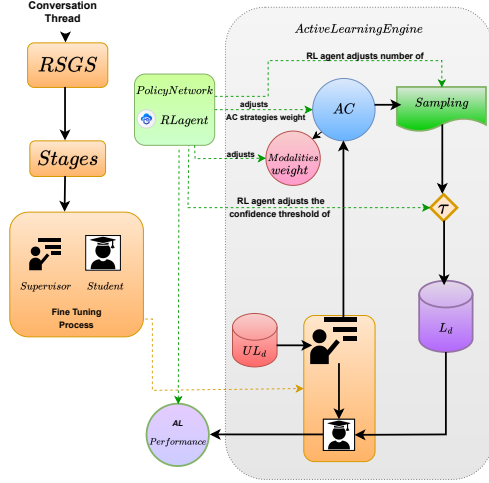 Conversation
Thread
RSGS
Stages
Supervisor
Student
Fine Tuning
Process
PolicyNetwork
RLagent
ActiveLearningEngine
RL agent adjusts number of
adjusts
AC strategies weight
AC
Sampling
adjusts
Modalities
weight
RL agent adjusts the
confidence threshold of
τ
UL_d
L_d
AL
Performance